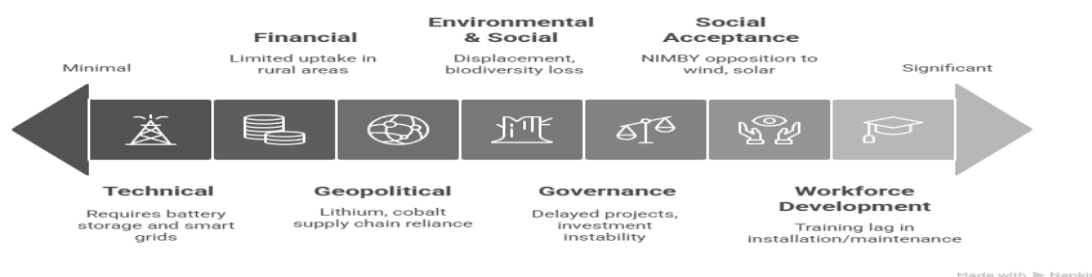 Minimal
Financial
Limited uptake in
rural areas
Environmental
& Social
Displacement,
biodiversity loss
Social
Acceptance
NIMBY opposition to
wind, solar
Significant
Technical
Requires battery
storage and smart
grids
Geopolitical
Lithium, cobalt
supply chain reliance
Governance
Delayed projects,
investment
instability
Workforce
Development
Training lag in
installation/maintenance
Made with Napkin